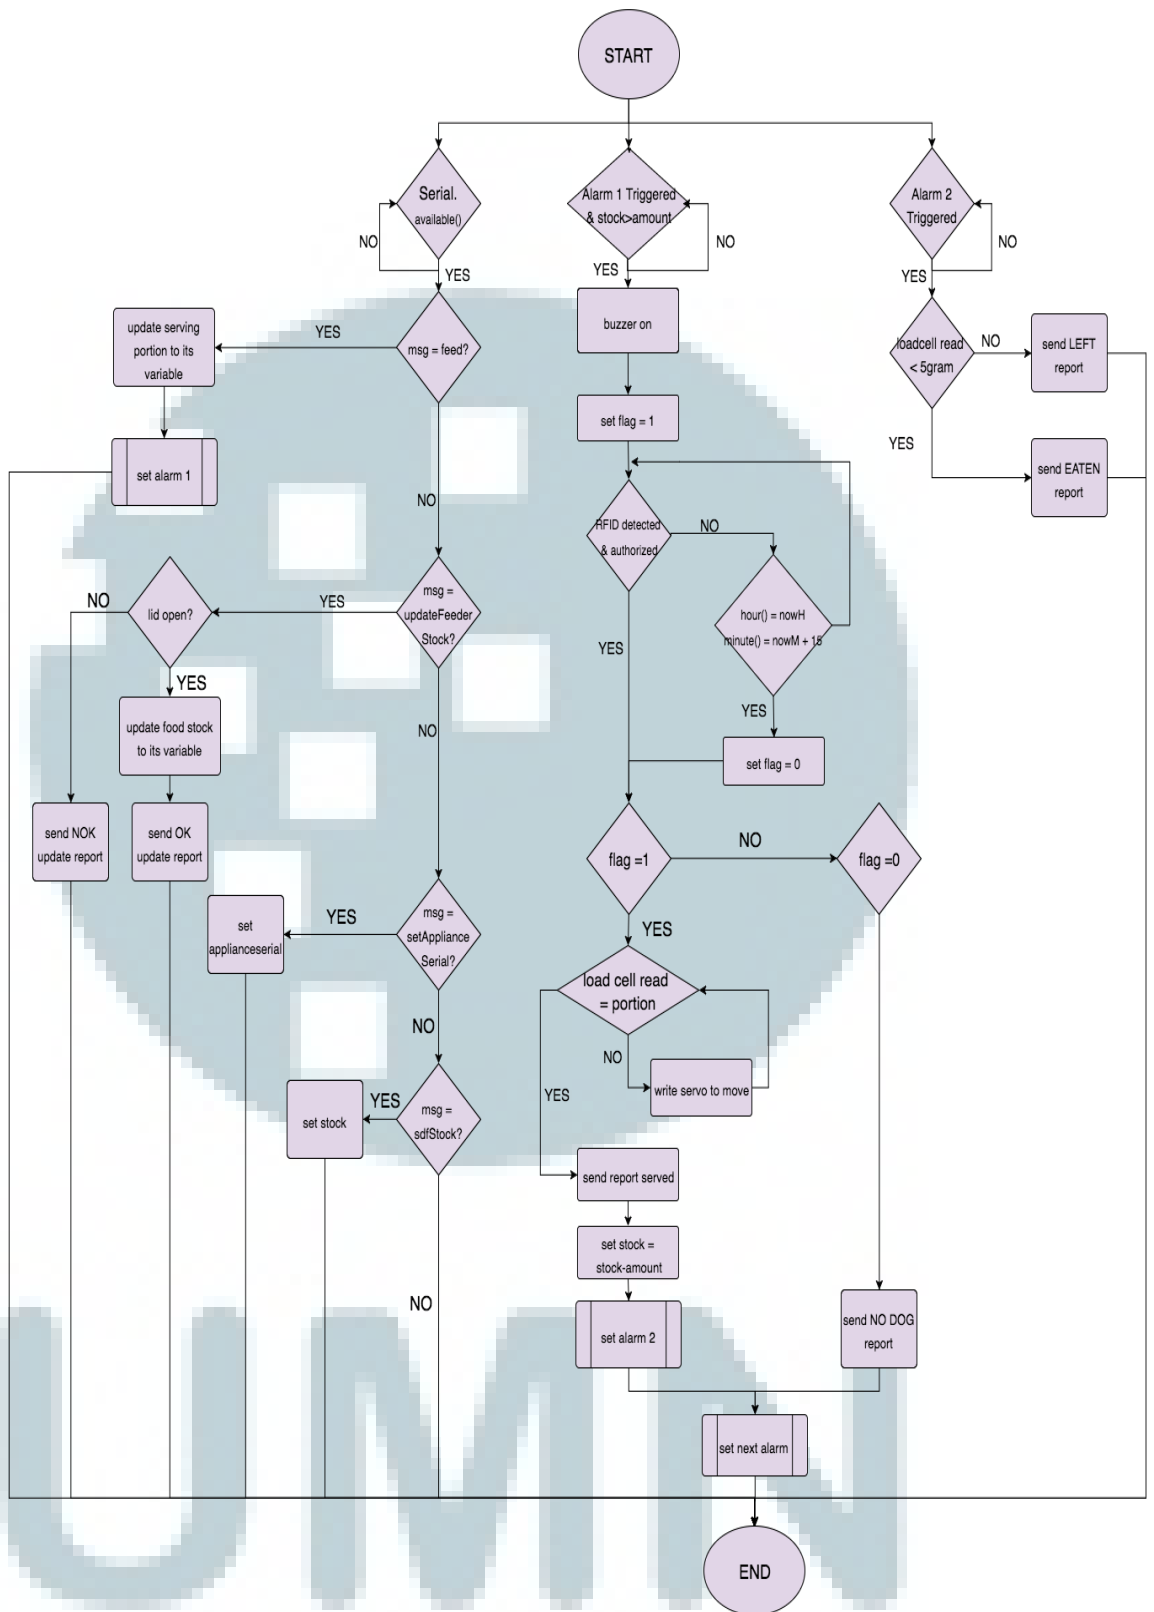 START
Serial.
available()
NO
YES
Alarm 1 Triggered
& stock>amount
NO
YES
Alarm 2
Triggered
NO
YES
msg = feed?
YES
NO
update serving
portion to its
variable
set alarm 1
buzzer on
set flag = 1
loadcell read
< 5gram
NO
YES
send LEFT
report
send EATEN
report
RFID detected
& authorized
NO
YES
hour() = nowH
minute() = nowM + 15
YES
set flag = 0
msg =
updateFeeder
Stock?
YES
NO
lid open?
NO
YES
update food stock
to its variable
send NOK
update report
send OK
update report
flag =1
NO
YES
flag =0
msg =
setAppliance
Serial?
YES
NO
set
applianceserial
load cell read
= portion
NO
YES
write servo to move
msg =
sdfStock?
YES
NO
set stock
send report served
set stock =
stock-amount
set alarm 2
send NO DOG
report
set next alarm
END
UMN